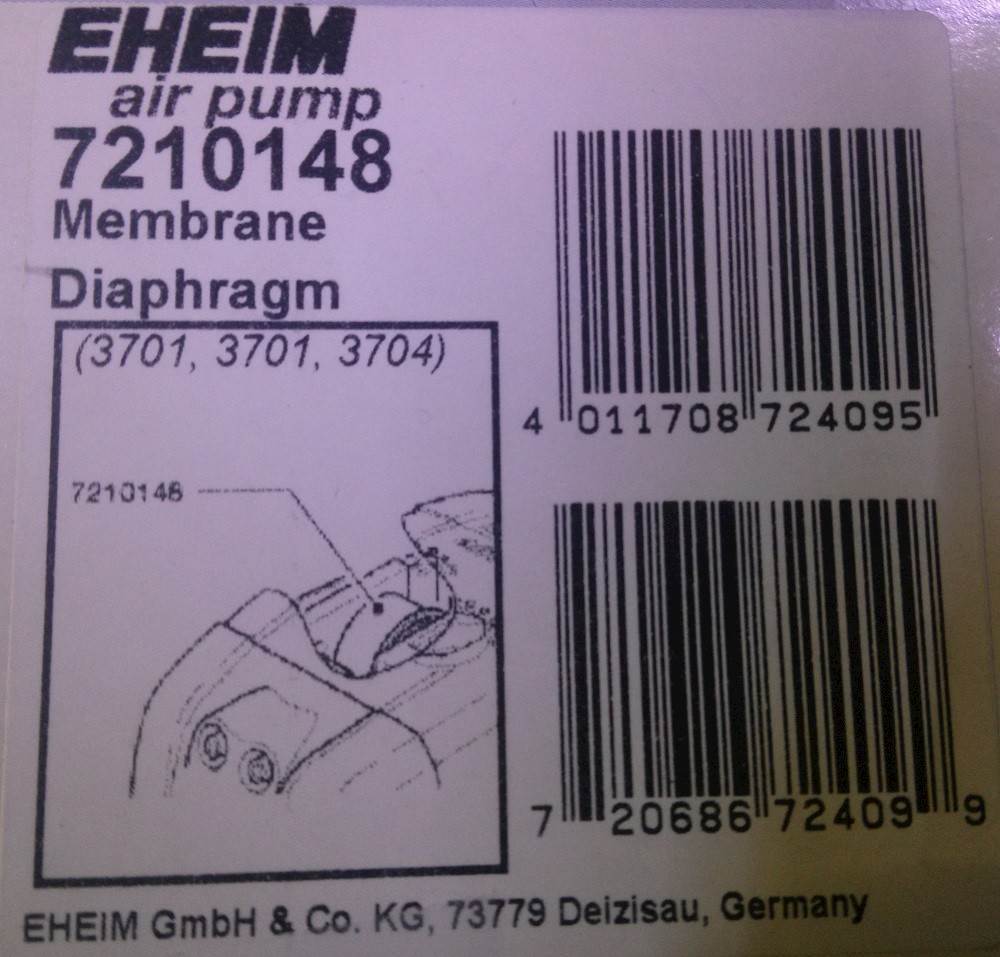 EHEIM
air pump
7210148
Membrane
Diaphragm
(3701, 3701, 3704)
7210148
4 011708 724095
7 20686 72409 9
EHEIM GmbH & Co. KG, 73779 Deizisau, Germany